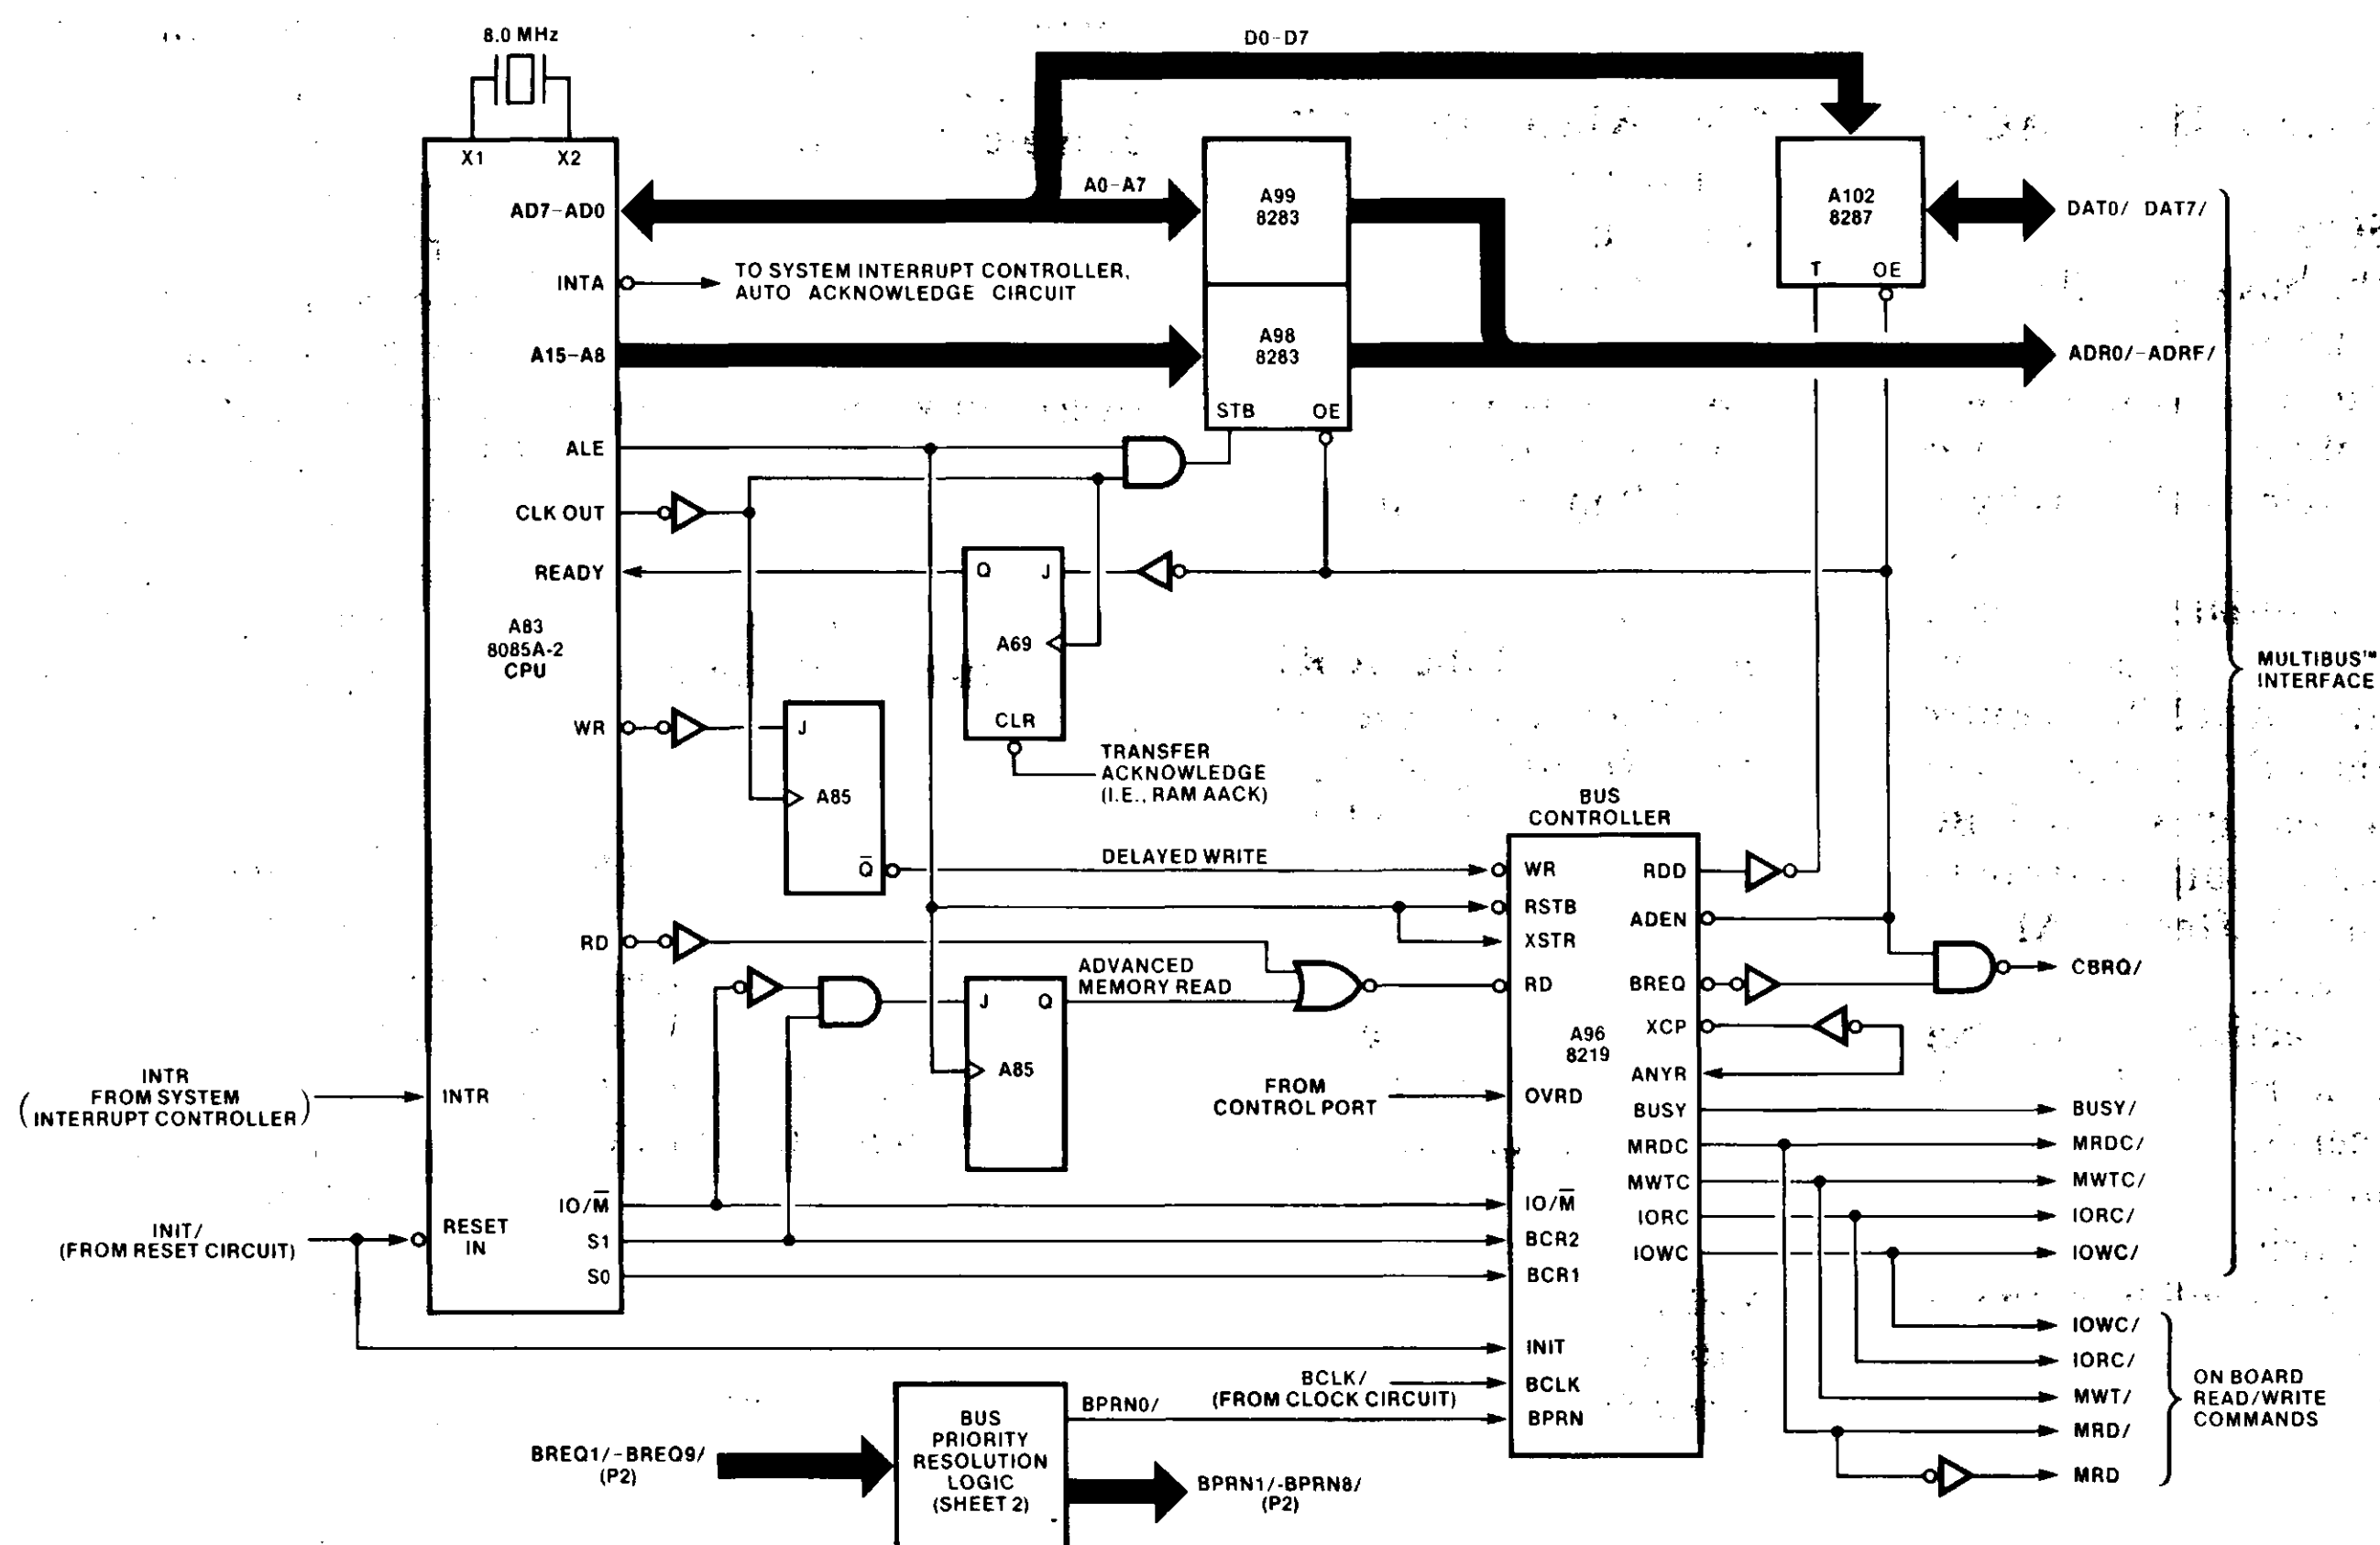 8.0 MHz
D0-D7
X1 X2
AD7-AD0
A0-A7
A99
8283
A102
8287
DAT0/ DAT7/
INTA
TO SYSTEM INTERRUPT CONTROLLER,
AUTO ACKNOWLEDGE CIRCUIT
T OE
A15-A8
A98
8283
ADR0/-ADRF/
STB OE
ALE
CLK OUT
READY
Q J
A83
8085A-2
CPU
A69
MULTIBUS™
INTERFACE
WR
J
CLR
TRANSFER
ACKNOWLEDGE
(I.E., RAM AACK)
A85
BUS
CONTROLLER
Q̅
DELAYED WRITE
WR RDD
RSTB ADEN
XSTR
RD
ADVANCED
MEMORY READ
CBRQ/
J Q
RD BREQ
XCP
A96
8219
A85
ANYR
INTR
FROM SYSTEM
INTERRUPT CONTROLLER
INTR
FROM
CONTROL PORT
OVRD
BUSY BUSY/
MRDC MRDC/
MWTC MWTC/
IO/M̅
IO/M̅
IORC IORC/
INIT/
(FROM RESET CIRCUIT)
RESET
IN
S1
BCR2
IOWC IOWC/
S0
BCR1
IOWC/
INIT
IORC/
BCLK/
(FROM CLOCK CIRCUIT)
BCLK
MWT/
ON BOARD
READ/WRITE
COMMANDS
BPRN0/
BPRN
MRD/
BUS
PRIORITY
RESOLUTION
LOGIC
(SHEET 2)
BREQ1/-BREQ9/
(P2)
BPRN1/-BPRN8/
(P2)
MRD